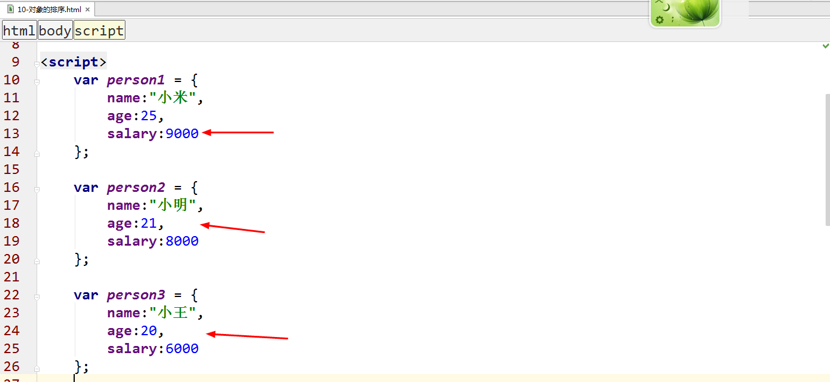 10-对象的排序.html
html body script
8
9 <script>
10 var person1 = {
11 name:"小米",
12 age:25,
13 salary:9000
14 };
15
16 var person2 = {
17 name:"小明",
18 age:21,
19 salary:8000
20 };
21
22 var person3 = {
23 name:"小王",
24 age:20,
25 salary:6000
26 };
27